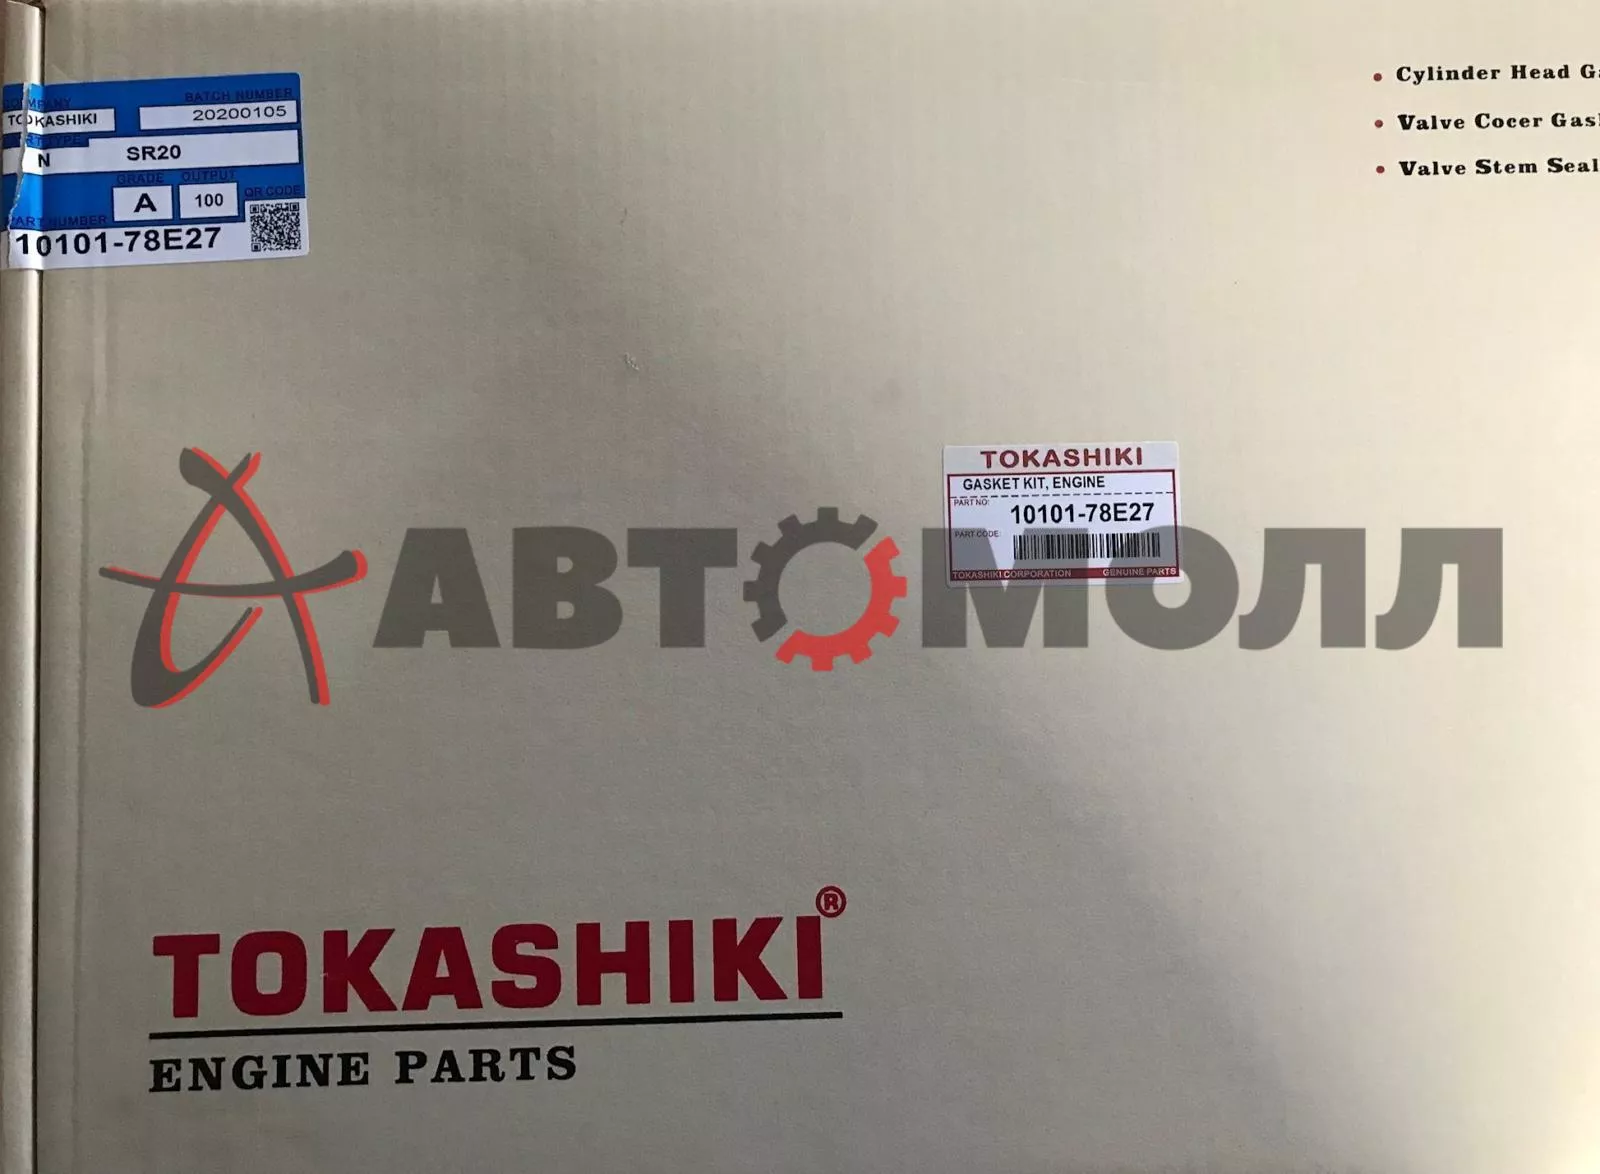 COMPANY
BATCH NUMBER
TOKASHIKI
20200105
N
SR20
GRADE
OUTPUT
A
100
QR CODE
PART NUMBER
10101-78E27
• Cylinder Head
• Valve Cocer
• Valve Stem Seal
TOKASHIKI
GASKET KIT, ENGINE
PART NO:
10101-78E27
PART CODE:
TOKASHIKI CORPORATION
GENUINE PARTS
АВТОМОЛЛ
TOKASHIKI®
ENGINE PARTS